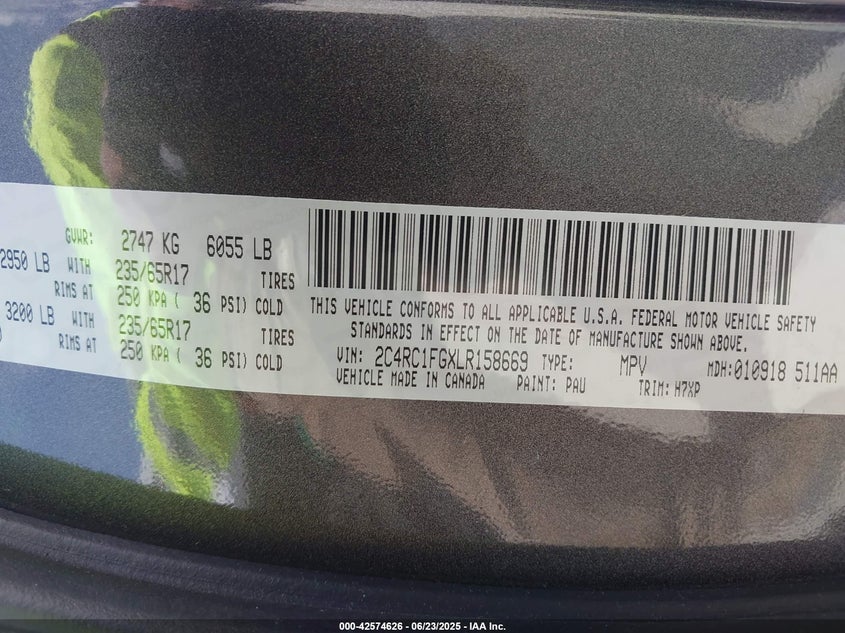 GVWR: 2747 KG 6055 LB
2950 LB WITH 235/65R17 TIRES
RIMS AT 250 KPA ( 36 PSI) COLD
3200 LB WITH 235/65R17 TIRES
RIMS AT 250 KPA ( 36 PSI) COLD
THIS VEHICLE CONFORMS TO ALL APPLICABLE U.S.A. FEDERAL MOTOR VEHICLE SAFETY
STANDARDS IN EFFECT ON THE DATE OF MANUFACTURE SHOWN ABOVE.
VIN: 2C4RC1FGXLR158669 TYPE: MPV MDH:010918 511AA
VEHICLE MADE IN CANADA PAINT: PAU TRIM: H7XP
000-42574626 - 06/23/2025 - IAA Inc.